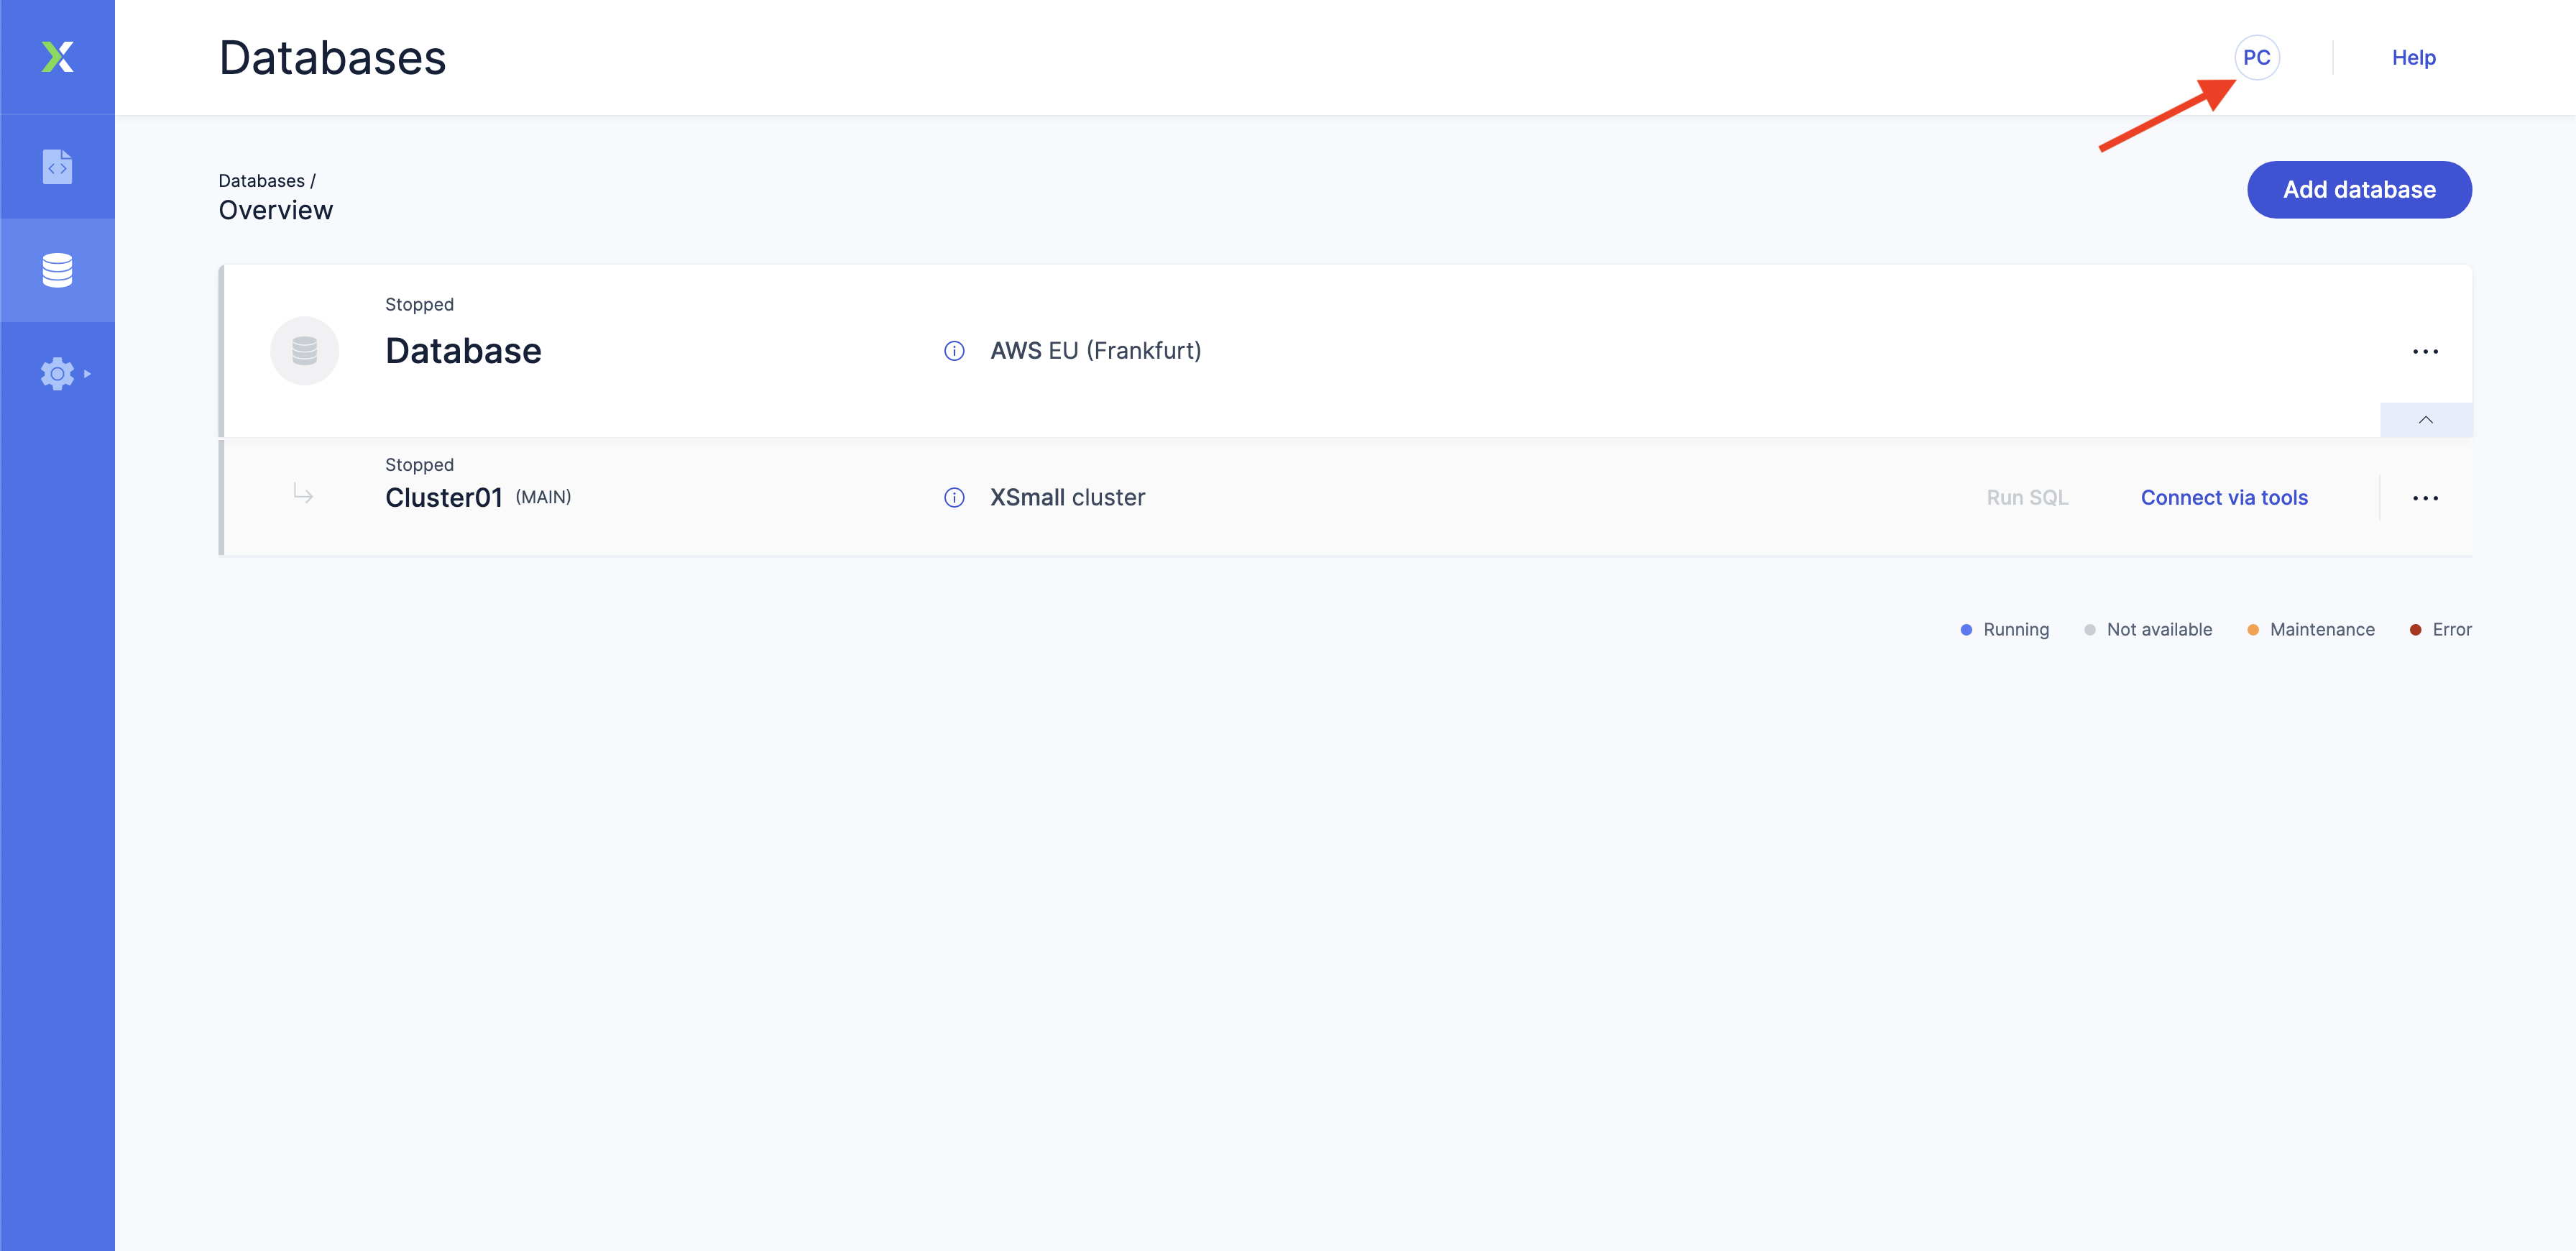 Databases
PC
Help
Databases /
Overview
Add database
Stopped
Database
AWS EU (Frankfurt)
Stopped
Cluster01 (MAIN)
XSmall cluster
Run SQL
Connect via tools
Running
Not available
Maintenance
Error